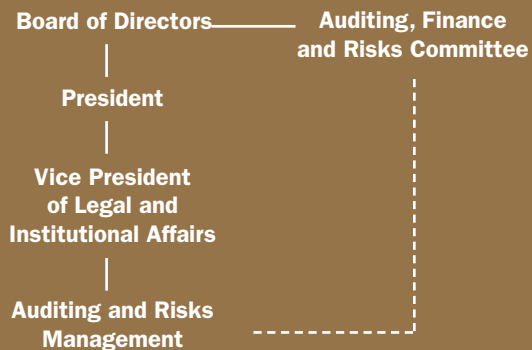 Board of Directors
Auditing, Finance
and Risks Committee
President
Vice President
of Legal and
Institutional Affairs
Auditing and Risks
Management